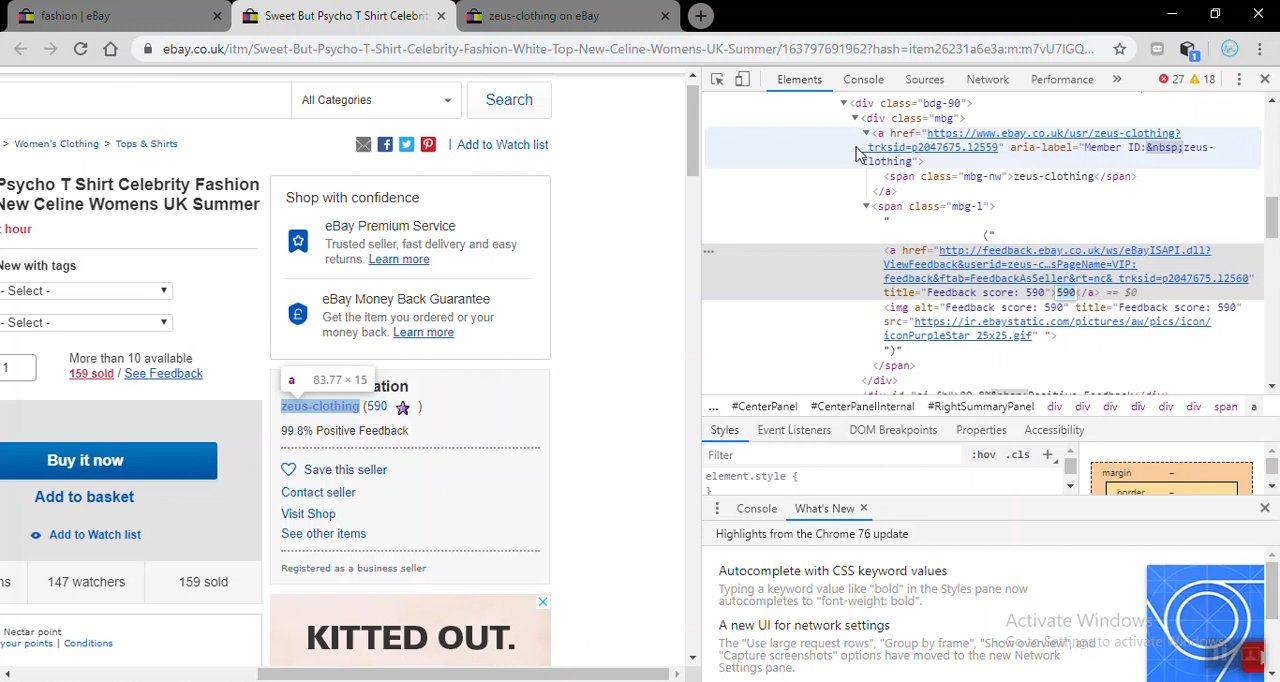 fashion | eBay
Sweet But Psycho T Shirt Celebrit
zeus-clothing on eBay
ebay.co.uk/itm/Sweet-But-Psycho-T-Shirt-Celebrity-Fashion-White-Top-New-Celine-Womens-UK-Summer/163797691962?hash=item26231a6e3a:m:m7vU7IGQ...
All Categories
Search
> Women's Clothing > Tops & Shirts
| Add to Watch list
Psycho T Shirt Celebrity Fashion
New Celine Womens UK Summer
t hour
New with tags
- Select -
- Select -
1
More than 10 available
159 sold / See Feedback
Buy it now
Add to basket
Add to Watch list
ns
147 watchers
159 sold
Nectar point
your points | Conditions
Shop with confidence
eBay Premium Service
Trusted seller, fast delivery and easy
returns. Learn more
eBay Money Back Guarantee
Get the item you ordered or your
money back. Learn more
a 83.77 × 15
ation
zeus-clothing (590 )
99.8% Positive Feedback
Save this seller
Contact seller
Visit Shop
See other items
Registered as a business seller
KITTED OUT.
Elements Console Sources Network Performance » 27 18
<div class="bdg-90">
<div class="mbg">
<a href="https://www.ebay.co.uk/usr/zeus-clothing?
_trksid=p2047675.l2559" aria-label="Member ID:&nbsp;zeus-
clothing">
<span class="mbg-nw">zeus-clothing</span>
</a>
<span class="mbg-l">
"
("
<a href="http://feedback.ebay.co.uk/ws/eBayISAPI.dll?
ViewFeedback&userid=zeus-c…sPageName=VIP:
feedback&ftab=FeedbackAsSeller&rt=nc&_trksid=p2047675.l2560"
title="Feedback score: 590">590</a> == $0
<img alt="Feedback score: 590" title="Feedback score: 590"
src="https://ir.ebaystatic.com/pictures/aw/pics/icon/
iconPurpleStar_25x25.gif" ">
")"
</span>
</div>
... #CenterPanel #CenterPanelInternal #RightSummaryPanel div div div div div div span a
Styles Event Listeners DOM Breakpoints Properties Accessibility
Filter :hov .cls +
element.style {
}
margin -
border -
Console What's New ×
Highlights from the Chrome 76 update
Autocomplete with CSS keyword values
Typing a keyword value like "bold" in the Styles pane now
autocompletes to "font-weight: bold".
A new UI for network settings
The "Use large request rows", "Group by frame", "Show overview", and
"Capture screenshots" options have moved to the new Network
Settings pane.
Activate Windows
Go to Settings to activate Windows.